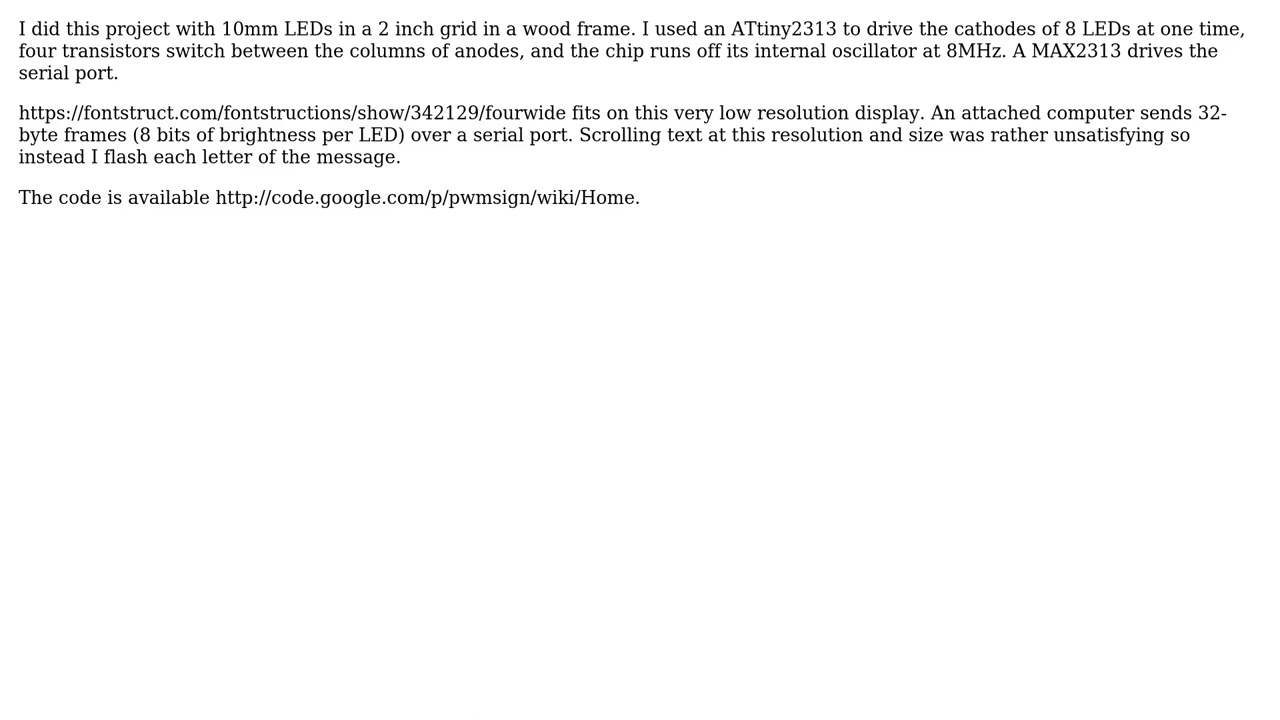 I did this project with 10mm LEDs in a 2 inch grid in a wood frame. I used an ATtiny2313 to drive the cathodes of 8 LEDs at one time,
four transistors switch between the columns of anodes, and the chip runs off its internal oscillator at 8MHz. A MAX2313 drives the
serial port.
https://fontstruct.com/fontstructions/show/342129/fourwide fits on this very low resolution display. An attached computer sends 32-
byte frames (8 bits of brightness per LED) over a serial port. Scrolling text at this resolution and size was rather unsatisfying so
instead I flash each letter of the message.
The code is available http://code.google.com/p/pwmsign/wiki/Home.